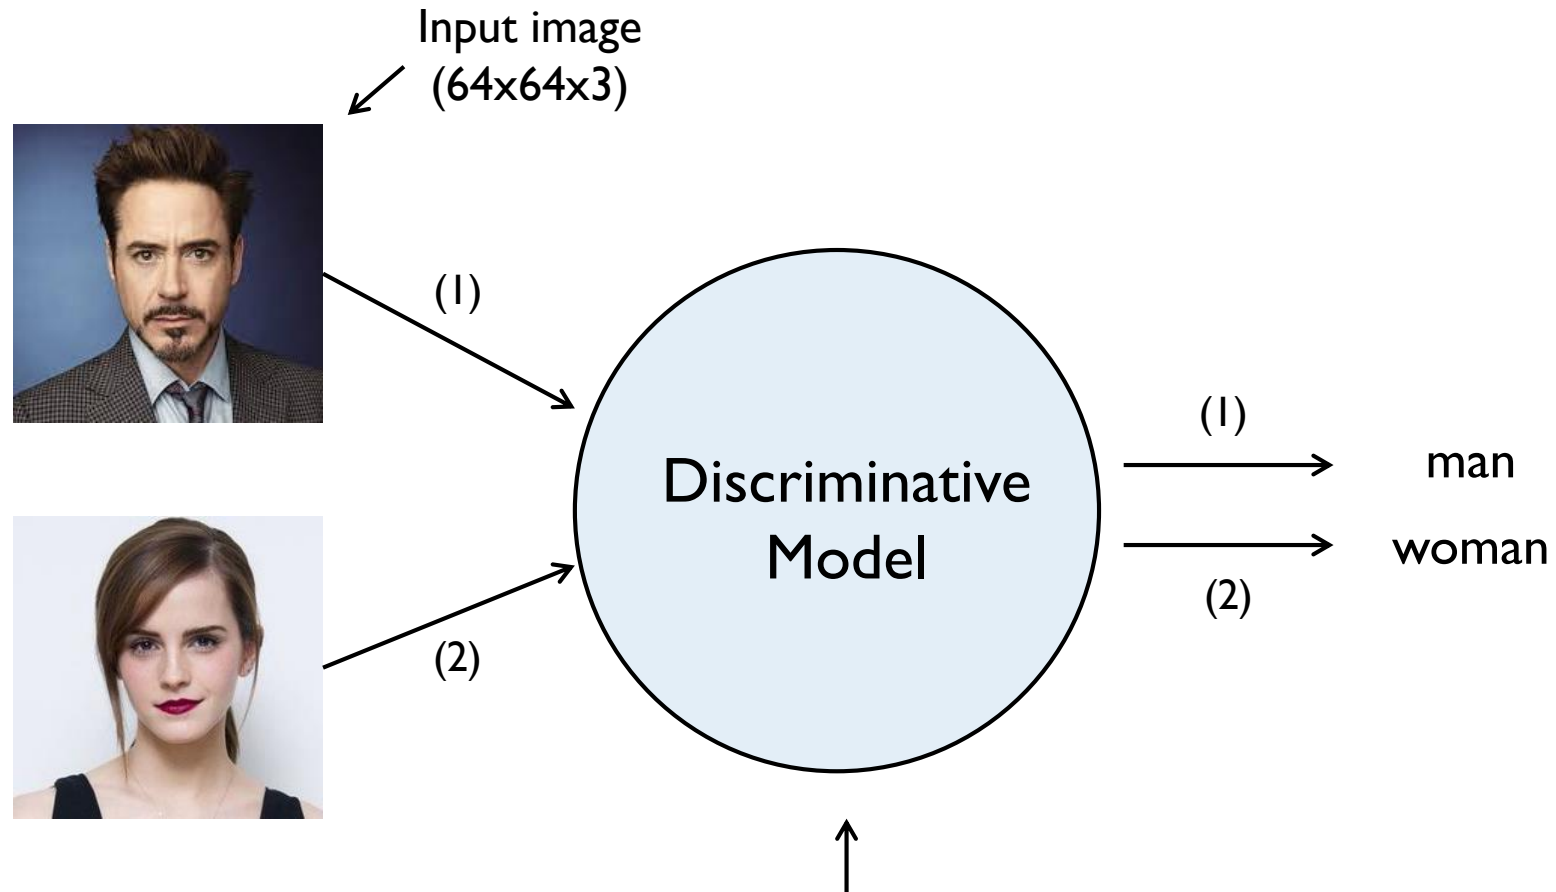 Input image
(64x64x3)
(1)
Discriminative
Model
(1)
man
woman
(2)
(2)